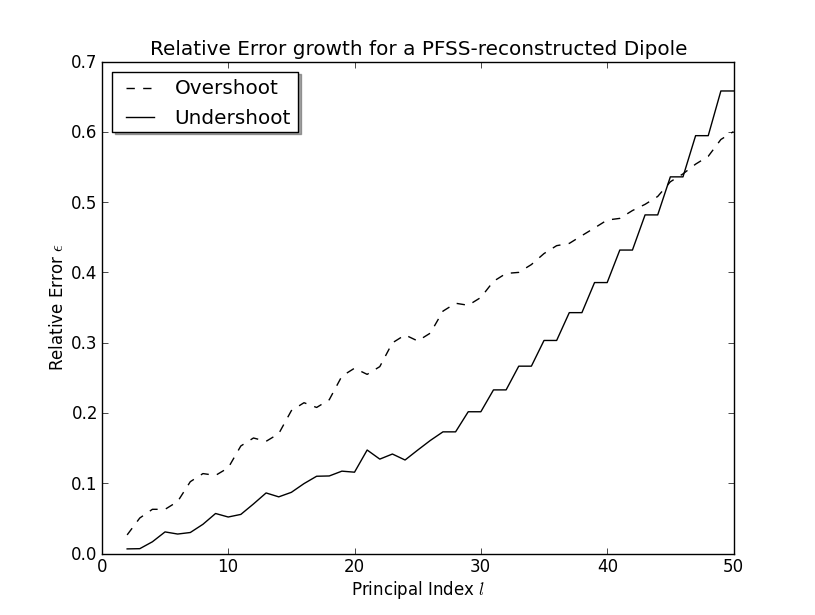 Relative Error growth for a PFSS-reconstructed Dipole
0.7
0.6
0.5
0.4
0.3
0.2
0.1
0.0
Overshoot
Undershoot
Relative Error ϵ
0 10 20 30 40 50
Principal Index l